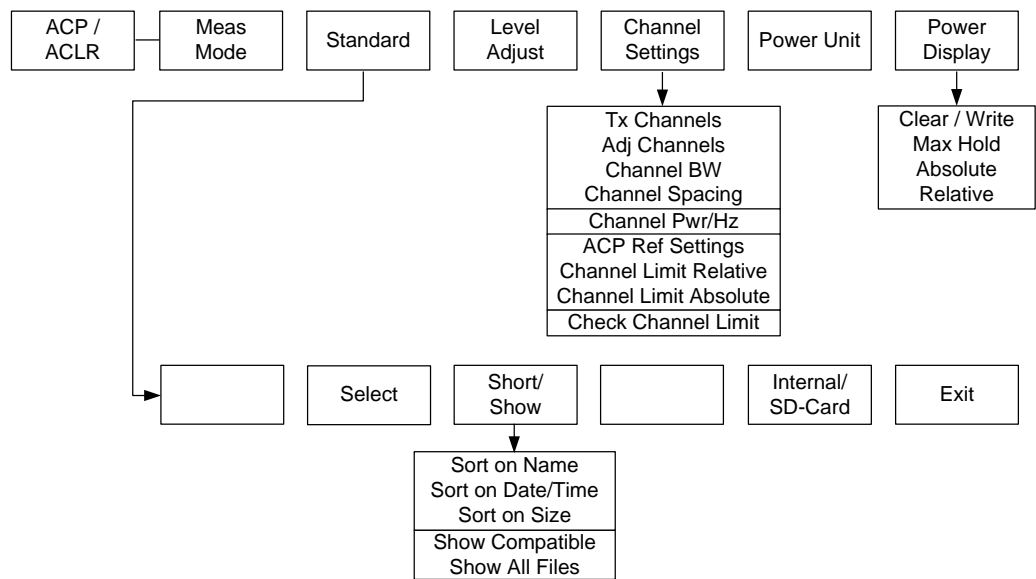 ACP /
ACLR
Meas
Mode
Standard
Level
Adjust
Channel
Settings
Power Unit
Power
Display
Tx Channels
Adj Channels
Channel BW
Channel Spacing
Channel Pwr/Hz
ACP Ref Settings
Channel Limit Relative
Channel Limit Absolute
Check Channel Limit
Clear / Write
Max Hold
Absolute
Relative
Select
Short/
Show
Internal/
SD-Card
Exit
Sort on Name
Sort on Date/Time
Sort on Size
Show Compatible
Show All Files